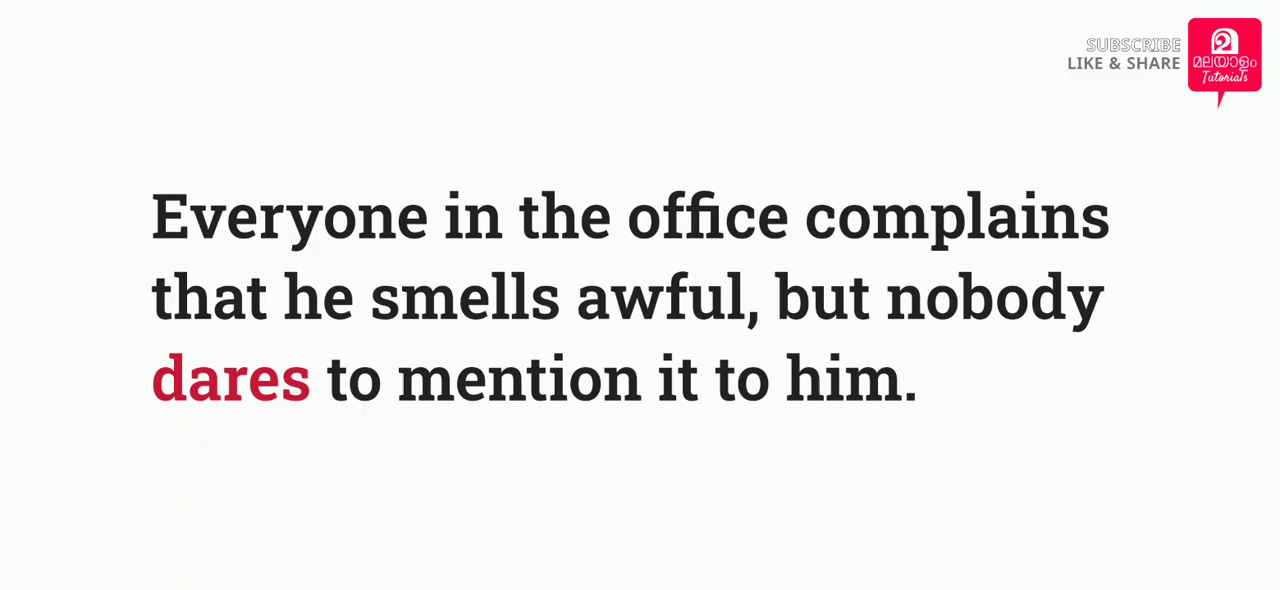 SUBSCRIBE
LIKE & SHARE
മ
മലയാളം
Tutorials
Everyone in the office complains
that he smells awful, but nobody
dares to mention it to him.